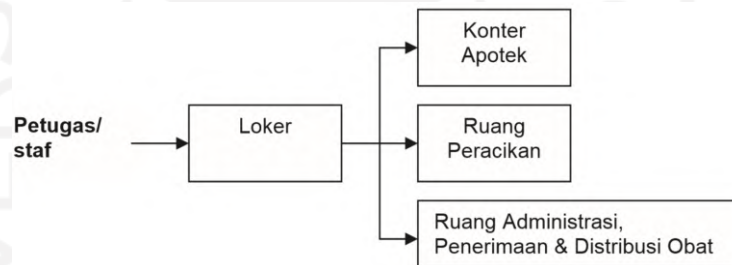 Konter
Apotek
Petugas/
staf
Loker
Ruang
Peracikan
Ruang Administrasi,
Penerimaan & Distribusi Obat